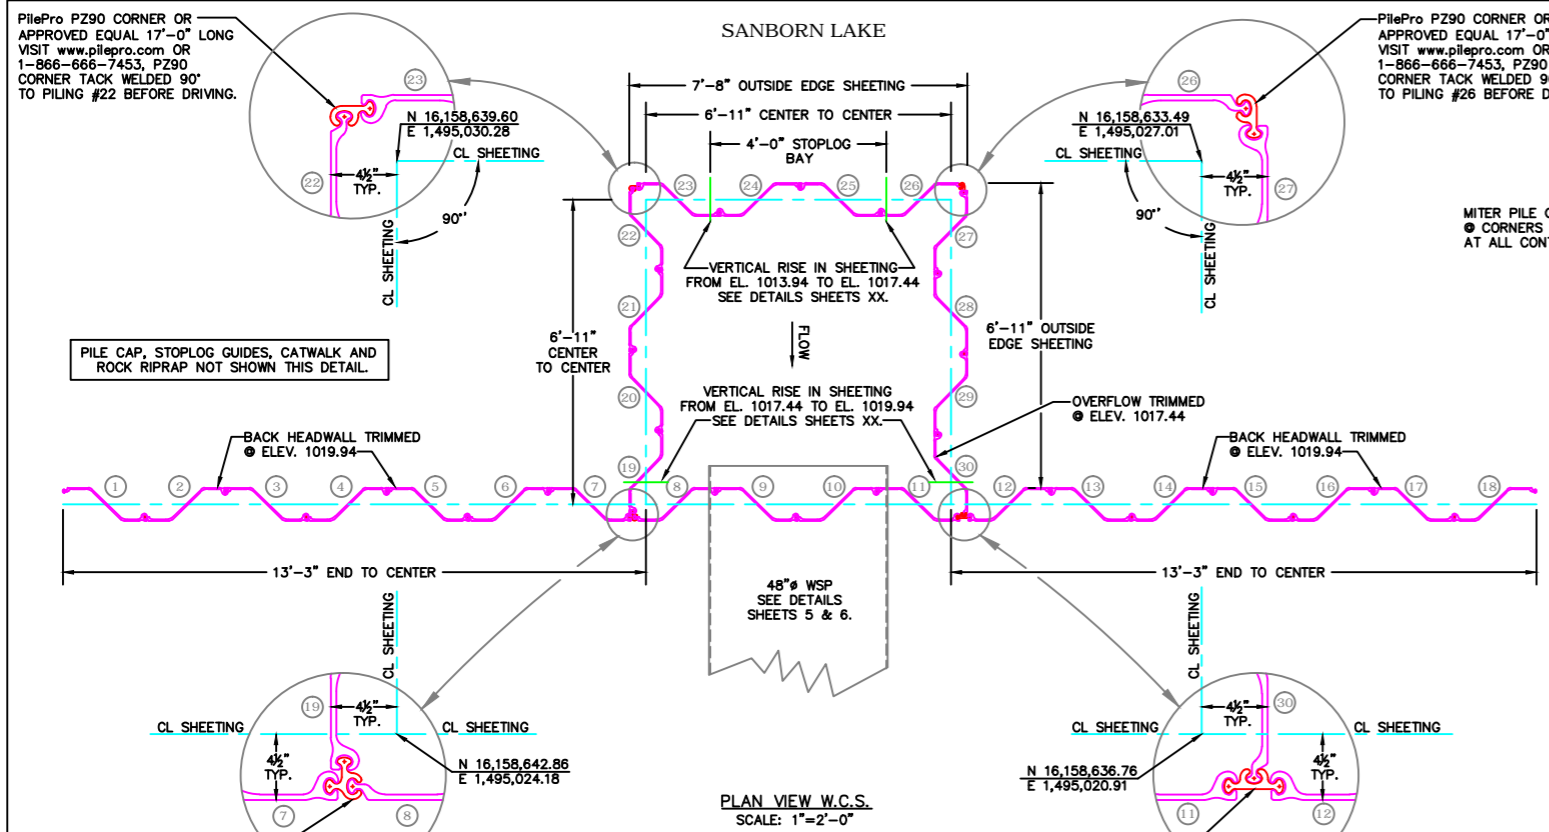 PilePro PZ90 CORNER OR
APPROVED EQUAL 17'-0" LONG
VISIT www.pilepro.com OR
1-866-666-7453, PZ90
CORNER TACK WELDED 90°
TO PILING #22 BEFORE DRIVING.
23
22
4½"
TYP.
N 16,158,639.60
E 1,495,030.28
CL SHEETING
90°'
CL SHEETING
SANBORN LAKE
7'-8" OUTSIDE EDGE SHEETING
6'-11" CENTER TO CENTER
4'-0" STOPLOG
BAY
PilePro PZ90 CORNER OR
APPROVED EQUAL 17'-0"
VISIT www.pilepro.com OR
1-866-666-7453, PZ90
CORNER TACK WELDED 9
TO PILING #26 BEFORE D
26
27
4½"
TYP.
N 16,158,633.49
E 1,495,027.01
CL SHEETING
90°'
CL SHEETING
MITER PILE
@ CORNERS
AT ALL CON
23
24
25
26
22
27
VERTICAL RISE IN SHEETING
FROM EL. 1013.94 TO EL. 1017.44
SEE DETAILS SHEETS XX.
21
28
FLOW
6'-11"
CENTER
TO CENTER
6'-11" OUTSIDE
EDGE SHEETING
PILE CAP, STOPLOG GUIDES, CATWALK AND
ROCK RIPRAP NOT SHOWN THIS DETAIL.
20
29
VERTICAL RISE IN SHEETING
FROM EL. 1017.44 TO EL. 1019.94
SEE DETAILS SHEETS XX.
OVERFLOW TRIMMED
@ ELEV. 1017.44
BACK HEADWALL TRIMMED
@ ELEV. 1019.94
BACK HEADWALL TRIMMED
@ ELEV. 1019.94
19
30
1
2
3
4
5
6
7
8
9
10
11
12
13
14
15
16
17
18
13'-3" END TO CENTER
13'-3" END TO CENTER
48"ø WSP
SEE DETAILS
SHEETS 5 & 6.
CL SHEETING
19
4½"
TYP.
CL SHEETING
CL SHEETING
4½"
TYP.
N 16,158,642.86
E 1,495,024.18
7
8
CL SHEETING
30
4½"
TYP.
CL SHEETING
CL SHEETING
4½"
TYP.
N 16,158,636.76
E 1,495,020.91
11
12
PLAN VIEW W.C.S.
SCALE: 1"=2'-0"